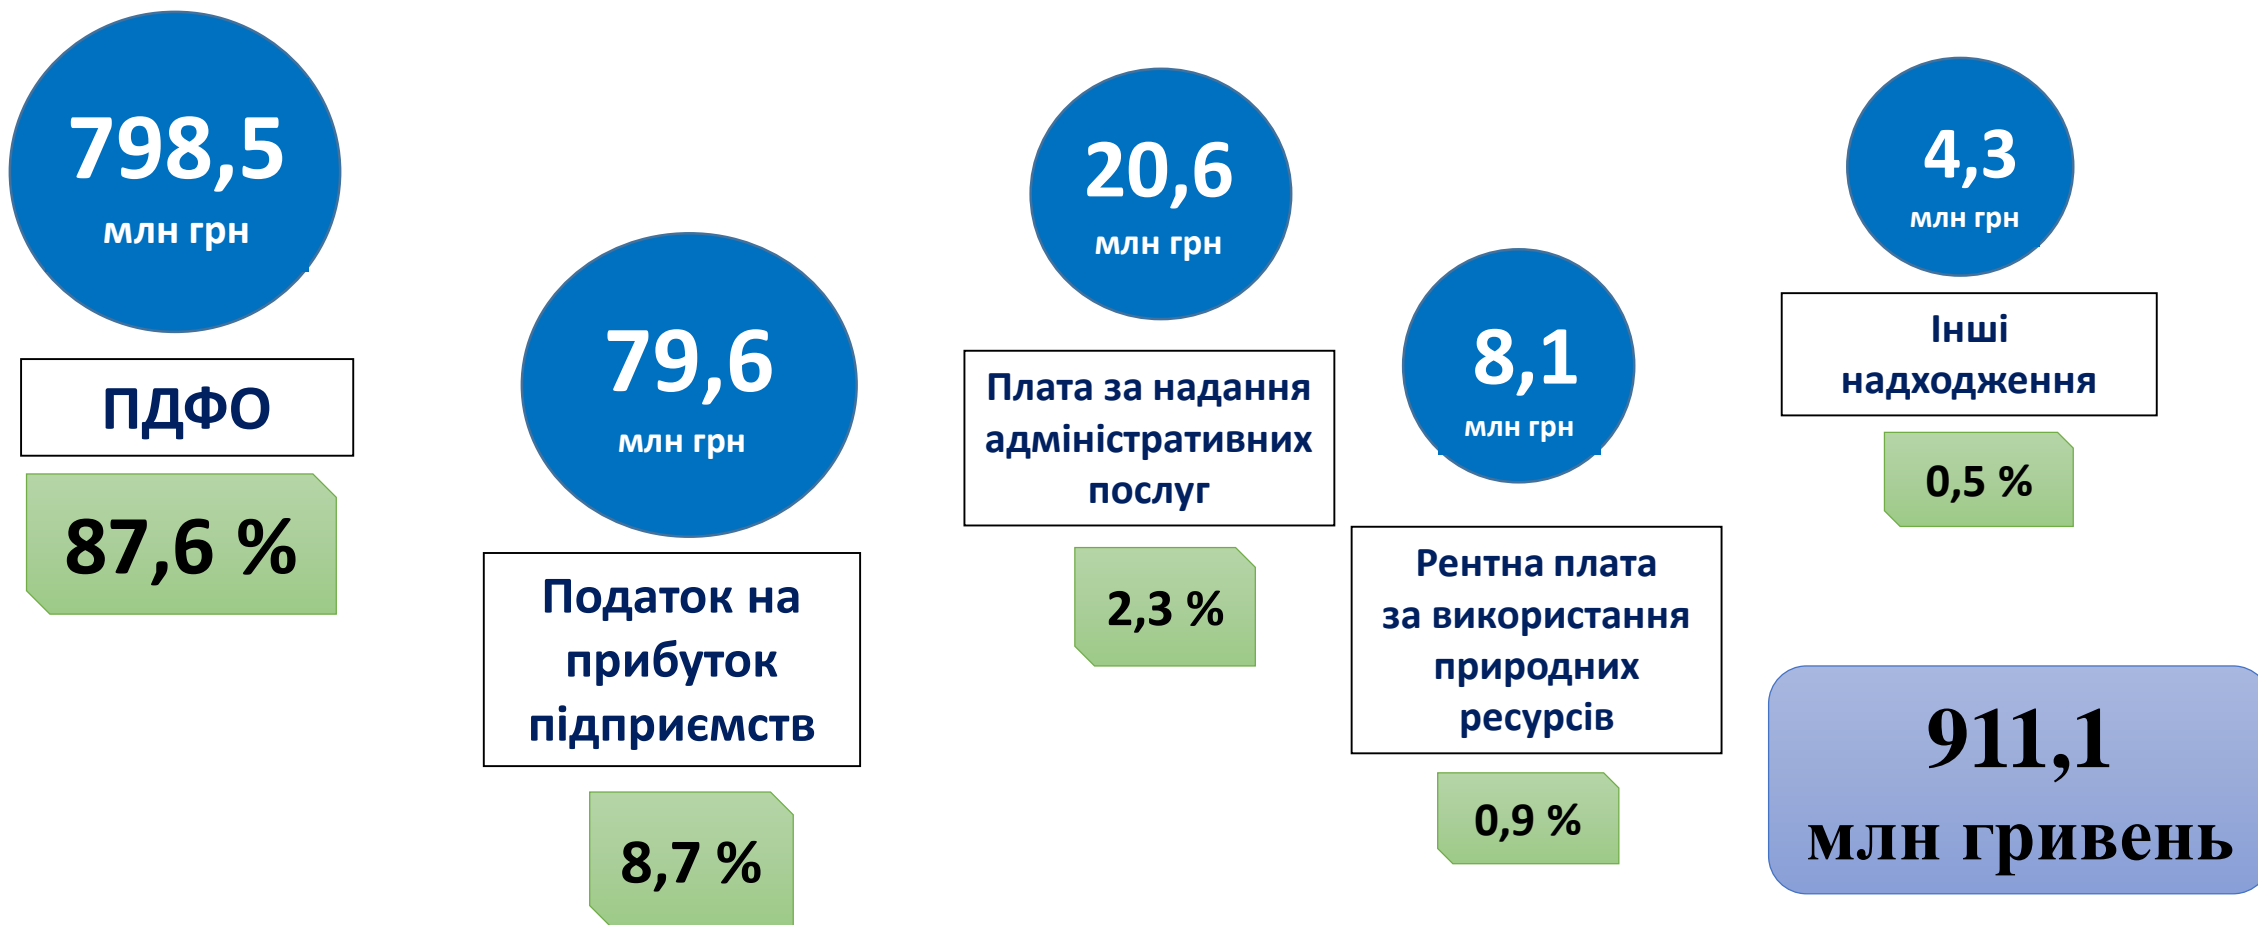 798,5
млн грн
ПДФО
87,6 %
79,6
млн грн
Податок на
прибуток
підприємств
8,7 %
20,6
млн грн
Плата за надання
адміністративних
послуг
2,3 %
8,1
млн грн
Рентна плата
за використання
природних
ресурсів
0,9 %
4,3
млн грн
Інші
надходження
0,5 %
911,1
млн гривень